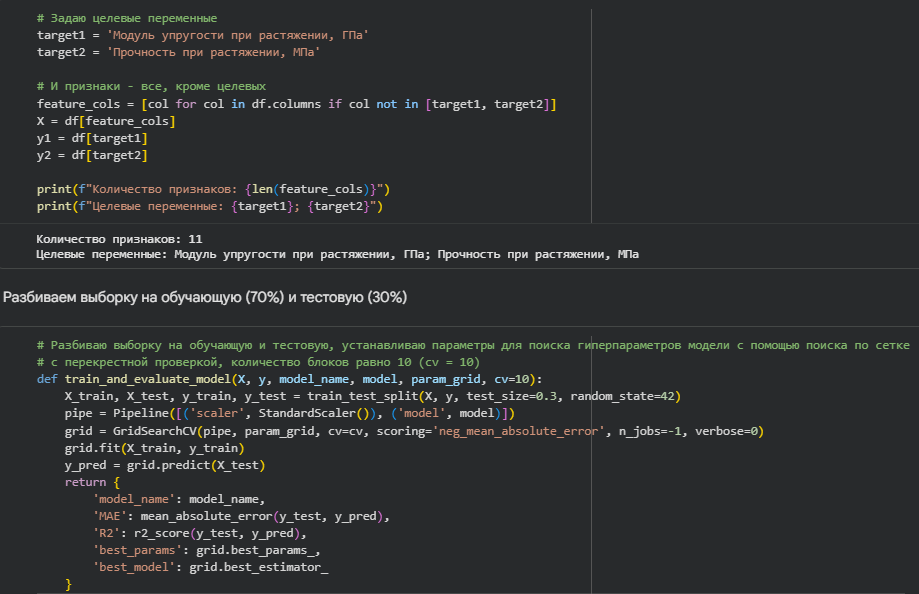 # Задаю целевые переменные
target1 = 'Модуль упругости при растяжении, ГПа'
target2 = 'Прочность при растяжении, МПа'
# И признаки - все, кроме целевых
feature_cols = [col for col in df.columns if col not in [target1, target2]]
X = df[feature_cols]
y1 = df[target1]
y2 = df[target2]
print(f"Количество признаков: {len(feature_cols)}")
print(f"Целевые переменные: {target1}; {target2}")
Количество признаков: 11
Целевые переменные: Модуль упругости при растяжении, ГПа; Прочность при растяжении, МПа
Разбиваем выборку на обучающую (70%) и тестовую (30%)
# Разбиваю выборку на обучающую и тестовую, устанавливаю параметры для поиска гиперпараметров модели с помощью поиска по сетке
# с перекрестной проверкой, количество блоков равно 10 (cv = 10)
def train_and_evaluate_model(X, y, model_name, model, param_grid, cv=10):
    X_train, X_test, y_train, y_test = train_test_split(X, y, test_size=0.3, random_state=42)
    pipe = Pipeline([('scaler', StandardScaler()), ('model', model)])
    grid = GridSearchCV(pipe, param_grid, cv=cv, scoring='neg_mean_absolute_error', n_jobs=-1, verbose=0)
    grid.fit(X_train, y_train)
    y_pred = grid.predict(X_test)
    return {
        'model_name': model_name,
        'MAE': mean_absolute_error(y_test, y_pred),
        'R2': r2_score(y_test, y_pred),
        'best_params': grid.best_params_,
        'best_model': grid.best_estimator_
    }